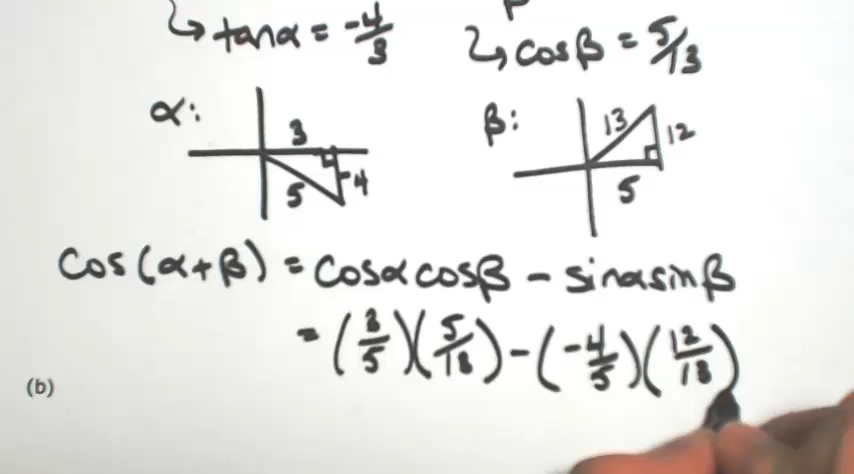 tanα = -4/3
cosβ = 5/13
α: 3 5 -4
β: 13 12 5
cos(α+β) = cosα cosβ - sinα sinβ
= (3/5)(5/13) - (-4/5)(12/13)
(b)